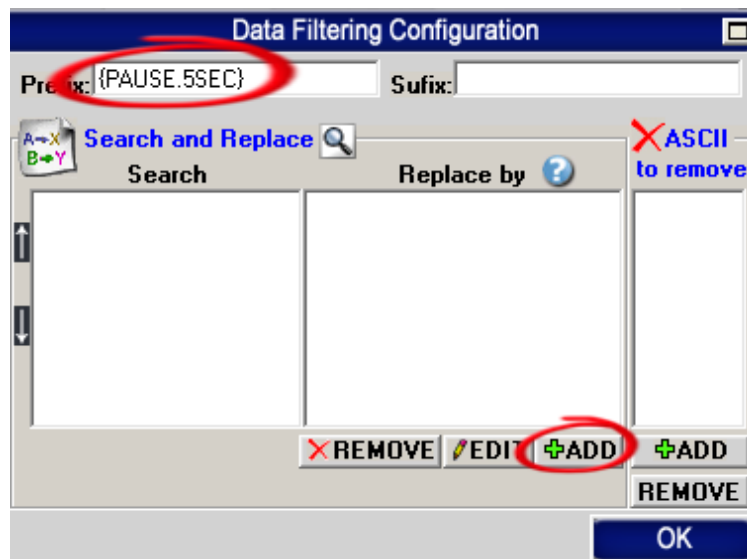 Data Filtering Configuration
Prefix: {PAUSE.5SEC} Sufix:
A→X
B→Y
Search and Replace
ASCII
to remove
Search Replace by ?
REMOVE EDIT ADD ADD
REMOVE
OK